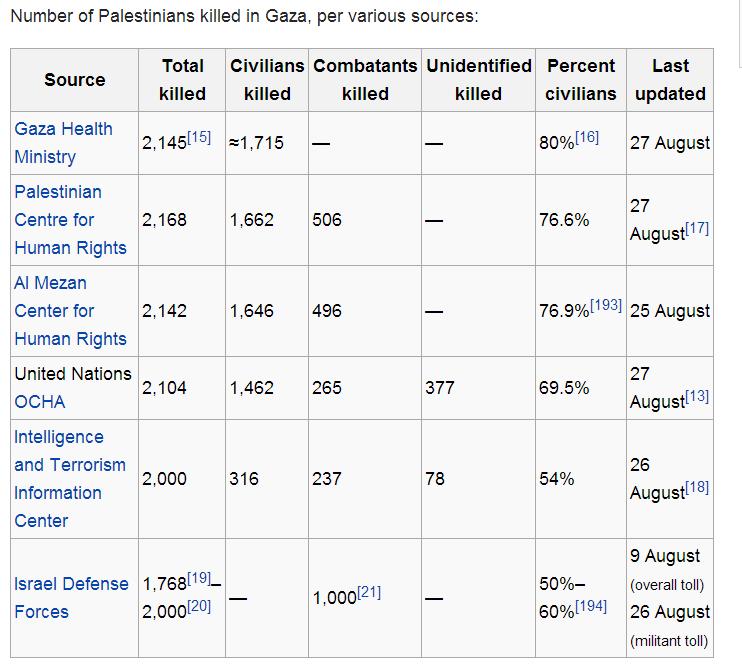 Number of Palestinians killed in Gaza, per various sources:
Source | Total killed | Civilians killed | Combatants killed | Unidentified killed | Percent civilians | Last updated
Gaza Health Ministry | 2,145[15] | ≈1,715 | — | — | 80%[16] | 27 August
Palestinian Centre for Human Rights | 2,168 | 1,662 | 506 | — | 76.6% | 27 August[17]
Al Mezan Center for Human Rights | 2,142 | 1,646 | 496 | — | 76.9%[193] | 25 August
United Nations OCHA | 2,104 | 1,462 | 265 | 377 | 69.5% | 27 August[13]
Intelligence and Terrorism Information Center | 2,000 | 316 | 237 | 78 | 54% | 26 August[18]
Israel Defense Forces | 1,768[19]–2,000[20] | — | 1,000[21] | — | 50%–60%[194] | 9 August (overall toll) 26 August (militant toll)